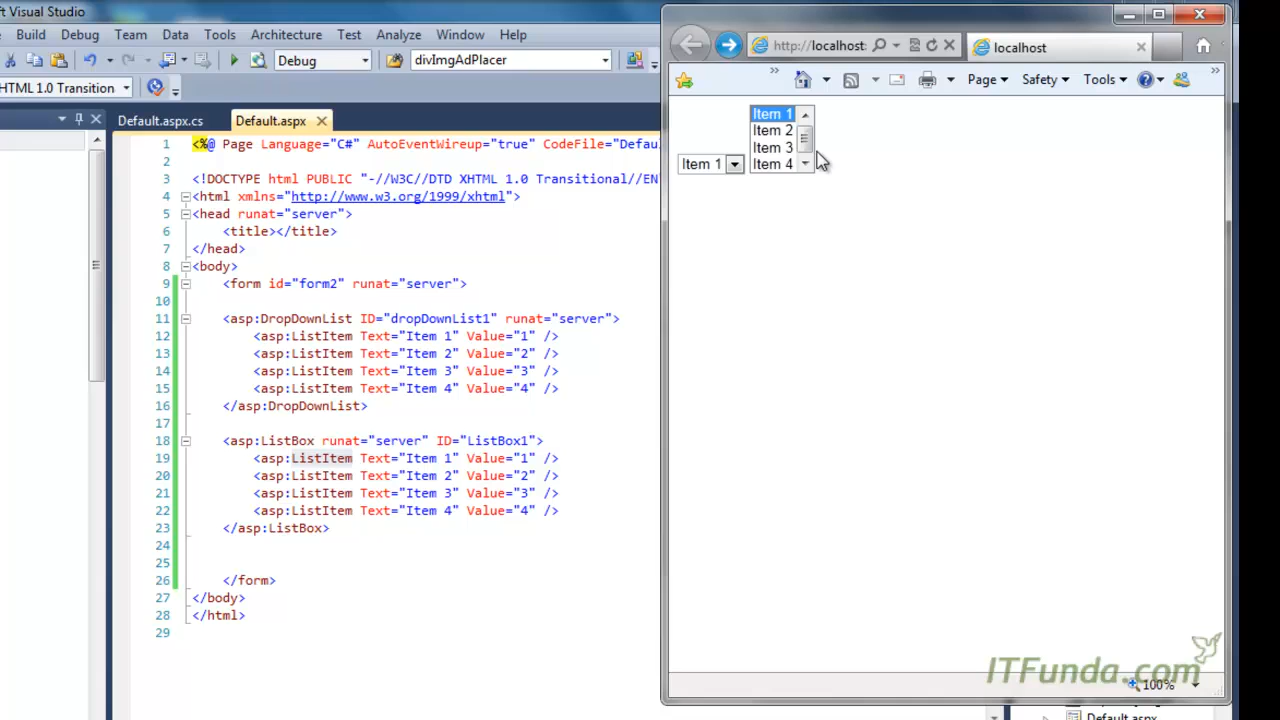 ft Visual Studio
Build Debug Team Data Tools Architecture Test Analyze Window Help
Debug divImgAdPlacer
HTML 1.0 Transition
Default.aspx.cs Default.aspx
1 <%@ Page Language="C#" AutoEventWireup="true" CodeFile="Defau
2
3 <!DOCTYPE html PUBLIC "-//W3C//DTD XHTML 1.0 Transitional//EN
4 <html xmlns="http://www.w3.org/1999/xhtml">
5 <head runat="server">
6 <title></title>
7 </head>
8 <body>
9 <form id="form2" runat="server">
10
11 <asp:DropDownList ID="dropDownList1" runat="server">
12 <asp:ListItem Text="Item 1" Value="1" />
13 <asp:ListItem Text="Item 2" Value="2" />
14 <asp:ListItem Text="Item 3" Value="3" />
15 <asp:ListItem Text="Item 4" Value="4" />
16 </asp:DropDownList>
17
18 <asp:ListBox runat="server" ID="ListBox1">
19 <asp:ListItem Text="Item 1" Value="1" />
20 <asp:ListItem Text="Item 2" Value="2" />
21 <asp:ListItem Text="Item 3" Value="3" />
22 <asp:ListItem Text="Item 4" Value="4" />
23 </asp:ListBox>
24
25
26 </form>
27 </body>
28 </html>
29
http://localhost: localhost
Page Safety Tools
Item 1
Item 2
Item 3
Item 1 Item 4
ITFunda.com
100%
Default.aspx